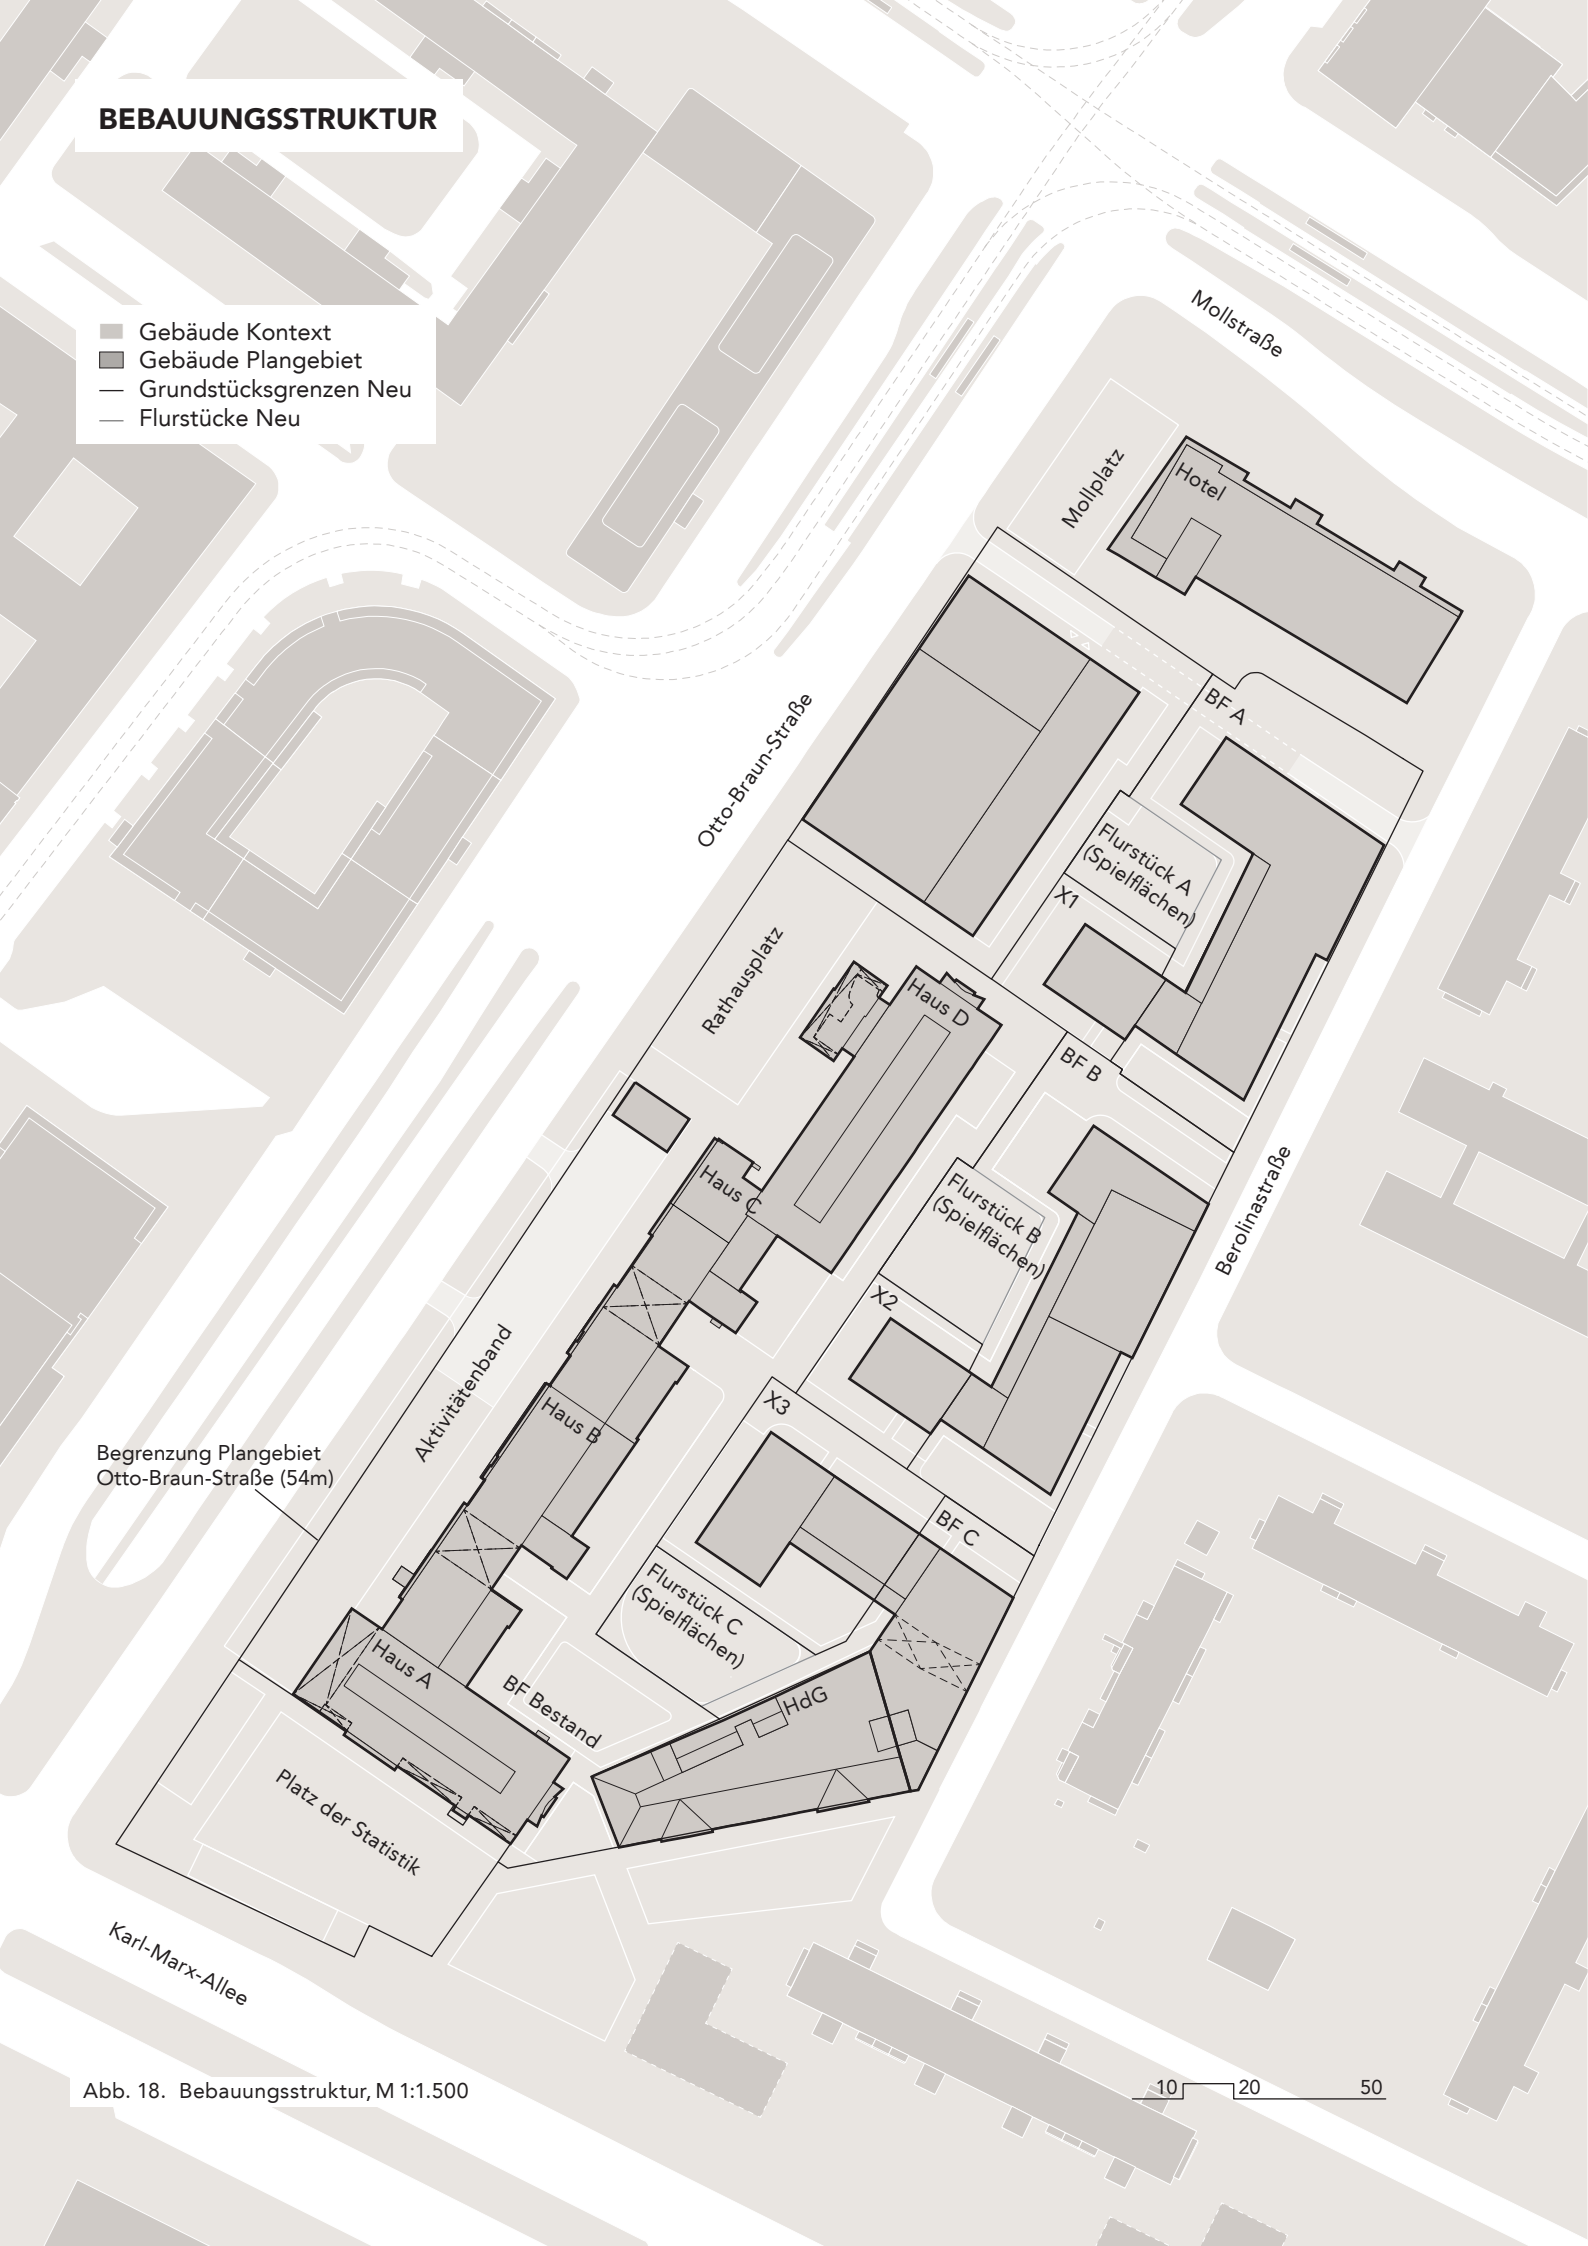 BEBAUUNGSSTRUKTUR
Gebäude Kontext
Gebäude Plangebiet
Grundstücksgrenzen Neu
Flurstücke Neu
Mollstraße
Mollplatz
Hotel
BF A
Otto-Braun-Straße
Flurstück A
(Spielflächen)
X1
Rathausplatz
Haus D
BF B
Haus C
Flurstück B
(Spielflächen)
Berolinastraße
X2
Aktivitätenband
Haus B
X3
Begrenzung Plangebiet
Otto-Braun-Straße (54m)
BF C
Flurstück C
(Spielflächen)
Haus A
BF Bestand
HdG
Platz der Statistik
Karl-Marx-Allee
Abb. 18. Bebauungsstruktur, M 1:1.500
10 20 50